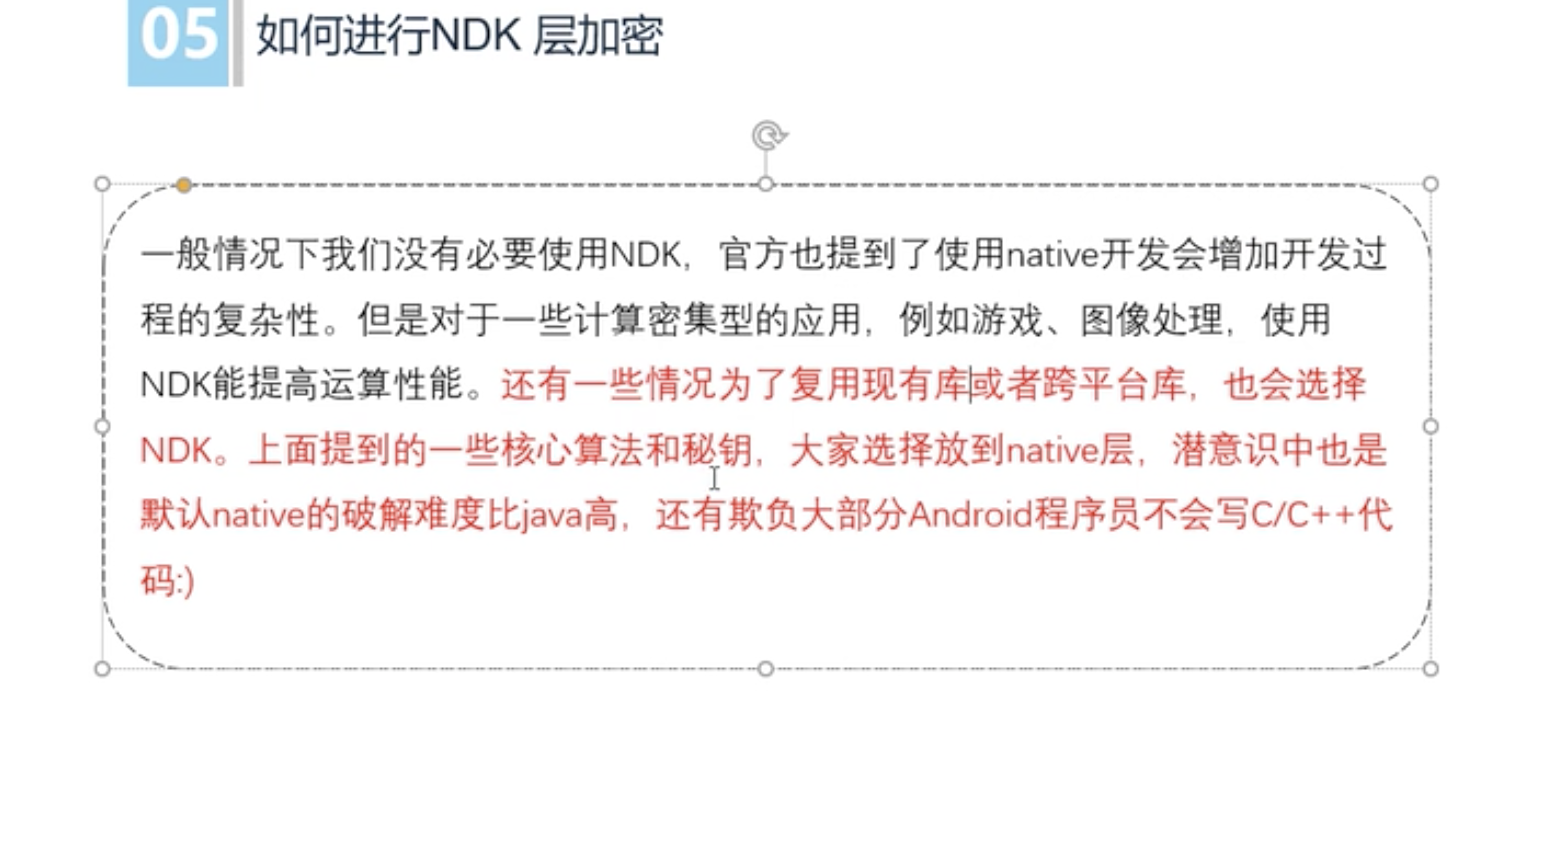 05 如何进行NDK 层加密
一般情况下我们没有必要使用NDK，官方也提到了使用native开发会增加开发过
程的复杂性。但是对于一些计算密集型的应用，例如游戏、图像处理，使用
NDK能提高运算性能。还有一些情况为了复用现有库或者跨平台库，也会选择
NDK。上面提到的一些核心算法和秘钥，大家选择放到native层，潜意识中也是
默认native的破解难度比java高，还有欺负大部分Android程序员不会写C/C++代
码:)